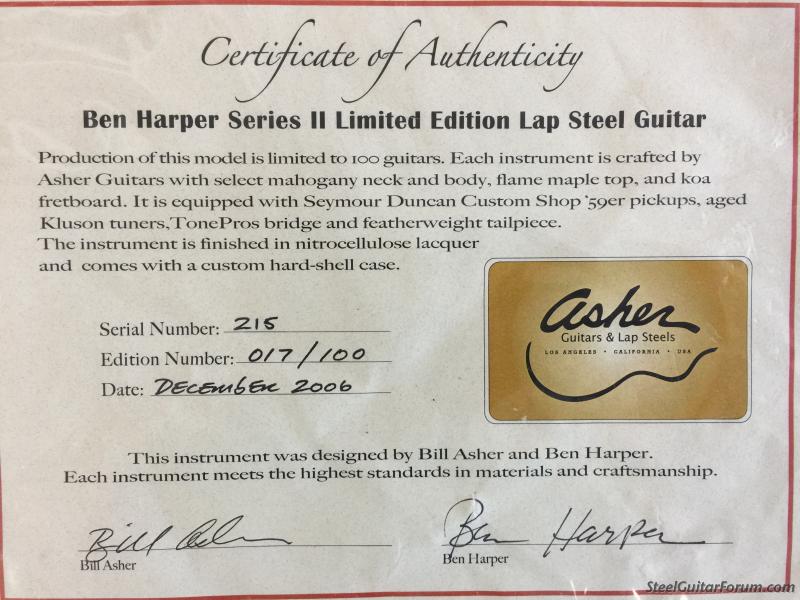 Certificate of Authenticity
Ben Harper Series II Limited Edition Lap Steel Guitar
Production of this model is limited to 100 guitars. Each instrument is crafted by
Asher Guitars with select mahogany neck and body, flame maple top, and koa
fretboard. It is equipped with Seymour Duncan Custom Shop '59er pickups, aged
Kluson tuners,TonePros bridge and featherweight tailpiece.
The instrument is finished in nitrocellulose lacquer
and comes with a custom hard-shell case.
Serial Number: 215
Edition Number: 017/100
Date: DECEMBER 2006
asher
Guitars & Lap Steels
LOS ANGELES • CALIFORNIA • USA
This instrument was designed by Bill Asher and Ben Harper.
Each instrument meets the highest standards in materials and craftsmanship.
Bill Asher
Ben Harper
Bill Asher
Ben Harper
SteelGuitarForum.com